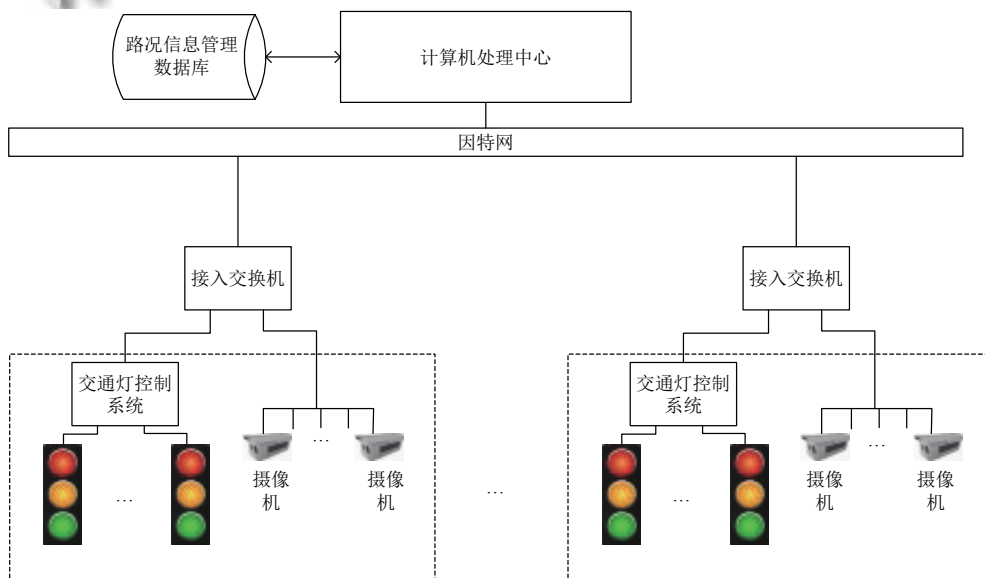 路况信息管理
数据库
计算机处理中心
因特网
接入交换机
接入交换机
交通灯控制
系统
…
…
摄像
机
摄像
机
…
交通灯控制
系统
…
…
摄像
机
摄像
机